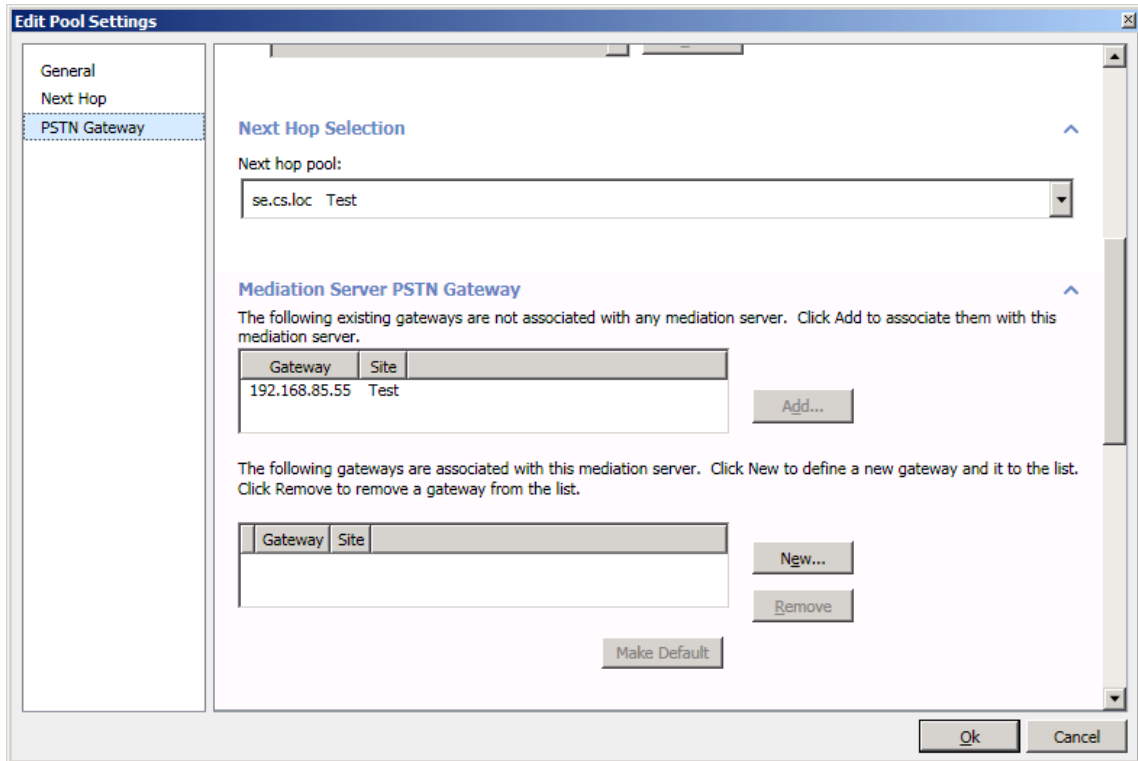 Edit Pool Settings
General
Next Hop
PSTN Gateway
Next Hop Selection
Next hop pool:
se.cs.loc Test
Mediation Server PSTN Gateway
The following existing gateways are not associated with any mediation server. Click Add to associate them with this
mediation server.
Gateway Site
192.168.85.55 Test
Add...
The following gateways are associated with this mediation server. Click New to define a new gateway and it to the list.
Click Remove to remove a gateway from the list.
Gateway Site
New...
Remove
Make Default
Ok Cancel